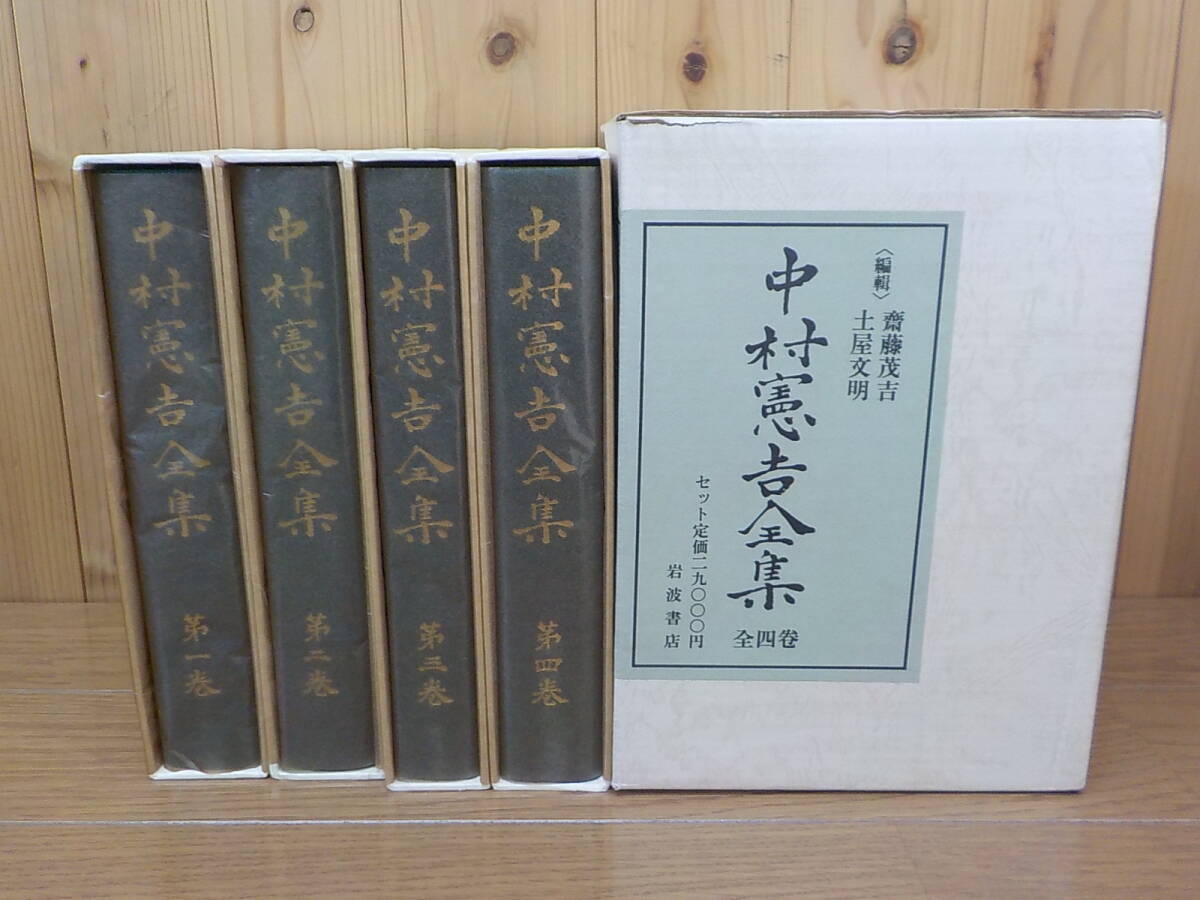 中村憲吉全集 第一巻
中村憲吉全集 第二巻
中村憲吉全集 第三巻
中村憲吉全集 第四巻
〈編輯〉
齋藤茂吉
土屋文明
中村憲吉全集
全四巻
セット定価二九〇〇〇円
岩波書店